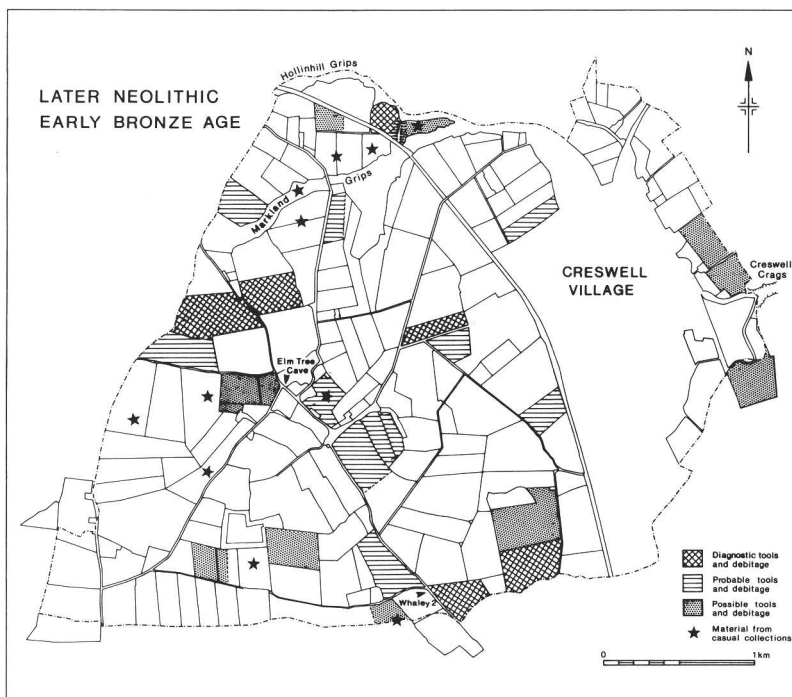 LATER NEOLITHIC
EARLY BRONZE AGE
Hollinhill Grips
N
Markland Grips
CRESWELL
VILLAGE
Creswell
Crags
Elm Tree
Cave
Whaley 2
Diagnostic tools
and debitage
Probable tools
and debitage
Possible tools
and debitage
Material from
casual collections
0 1km